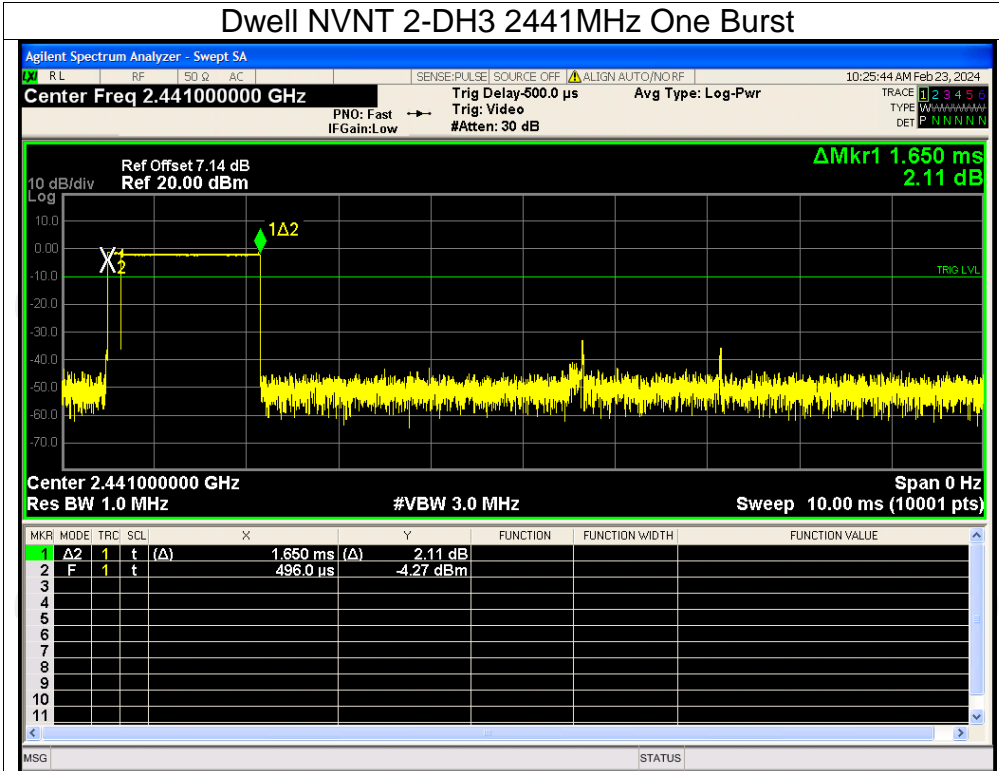 Dwell NVNT 2-DH3 2441MHz One Burst
Agilent Spectrum Analyzer - Swept SA
LXI RL RF 50 Ω AC SENSE:PULSE SOURCE OFF ALIGN AUTO/NO RF 10:25:44 AM Feb 23, 2024
Center Freq 2.441000000 GHz Trig Delay-500.0 µs Avg Type: Log-Pwr TRACE 1 2 3 4 5 6
PNO: Fast Trig: Video TYPE WWWWWW
IFGain:Low #Atten: 30 dB DET P N N N N N
ΔMkr1 1.650 ms
2.11 dB
Ref Offset 7.14 dB
10 dB/div Ref 20.00 dBm
Log
10.0
1Δ2
0.00
X2
-10.0
TRIG LVL
-20.0
-30.0
-40.0
-50.0
-60.0
-70.0
Center 2.441000000 GHz Span 0 Hz
Res BW 1.0 MHz #VBW 3.0 MHz Sweep 10.00 ms (10001 pts)
MKR MODE TRC SCL X Y FUNCTION FUNCTION WIDTH FUNCTION VALUE
1 Δ2 1 t (Δ) 1.650 ms (Δ) 2.11 dB
2 F 1 t 496.0 µs -4.27 dBm
3
4
5
6
7
8
9
10
11
MSG STATUS